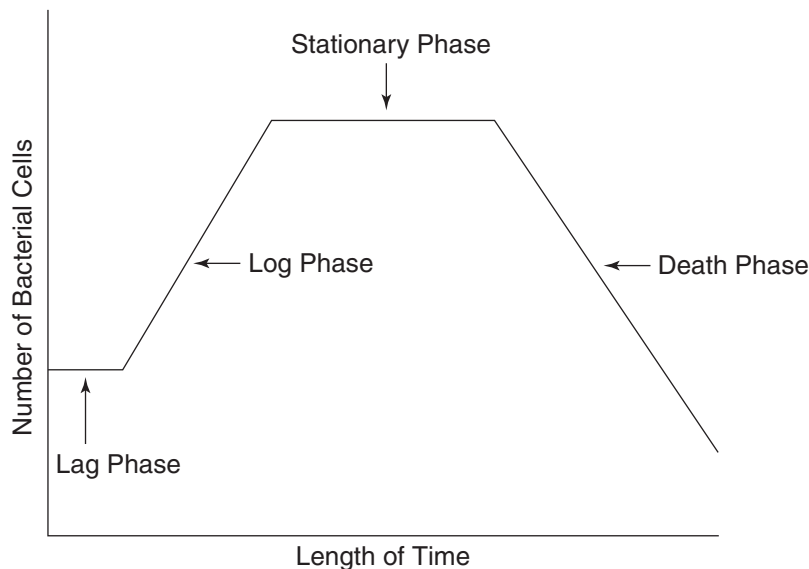 Stationary Phase
Number of Bacterial Cells
Log Phase
Death Phase
Lag Phase
Length of Time